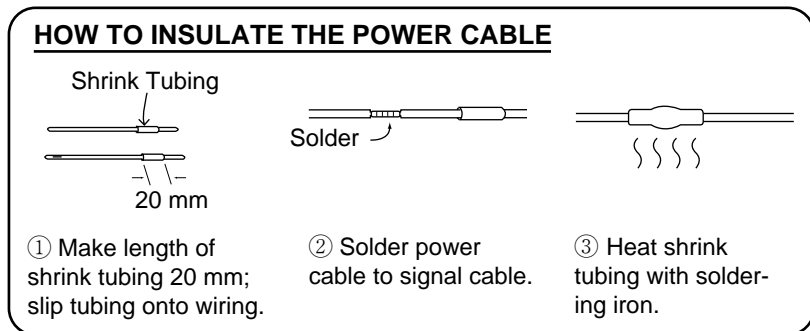 HOW TO INSULATE THE POWER CABLE
Shrink Tubing
20 mm
Solder
① Make length of
shrink tubing 20 mm;
slip tubing onto wiring.
② Solder power
cable to signal cable.
③ Heat shrink
tubing with solder-
ing iron.